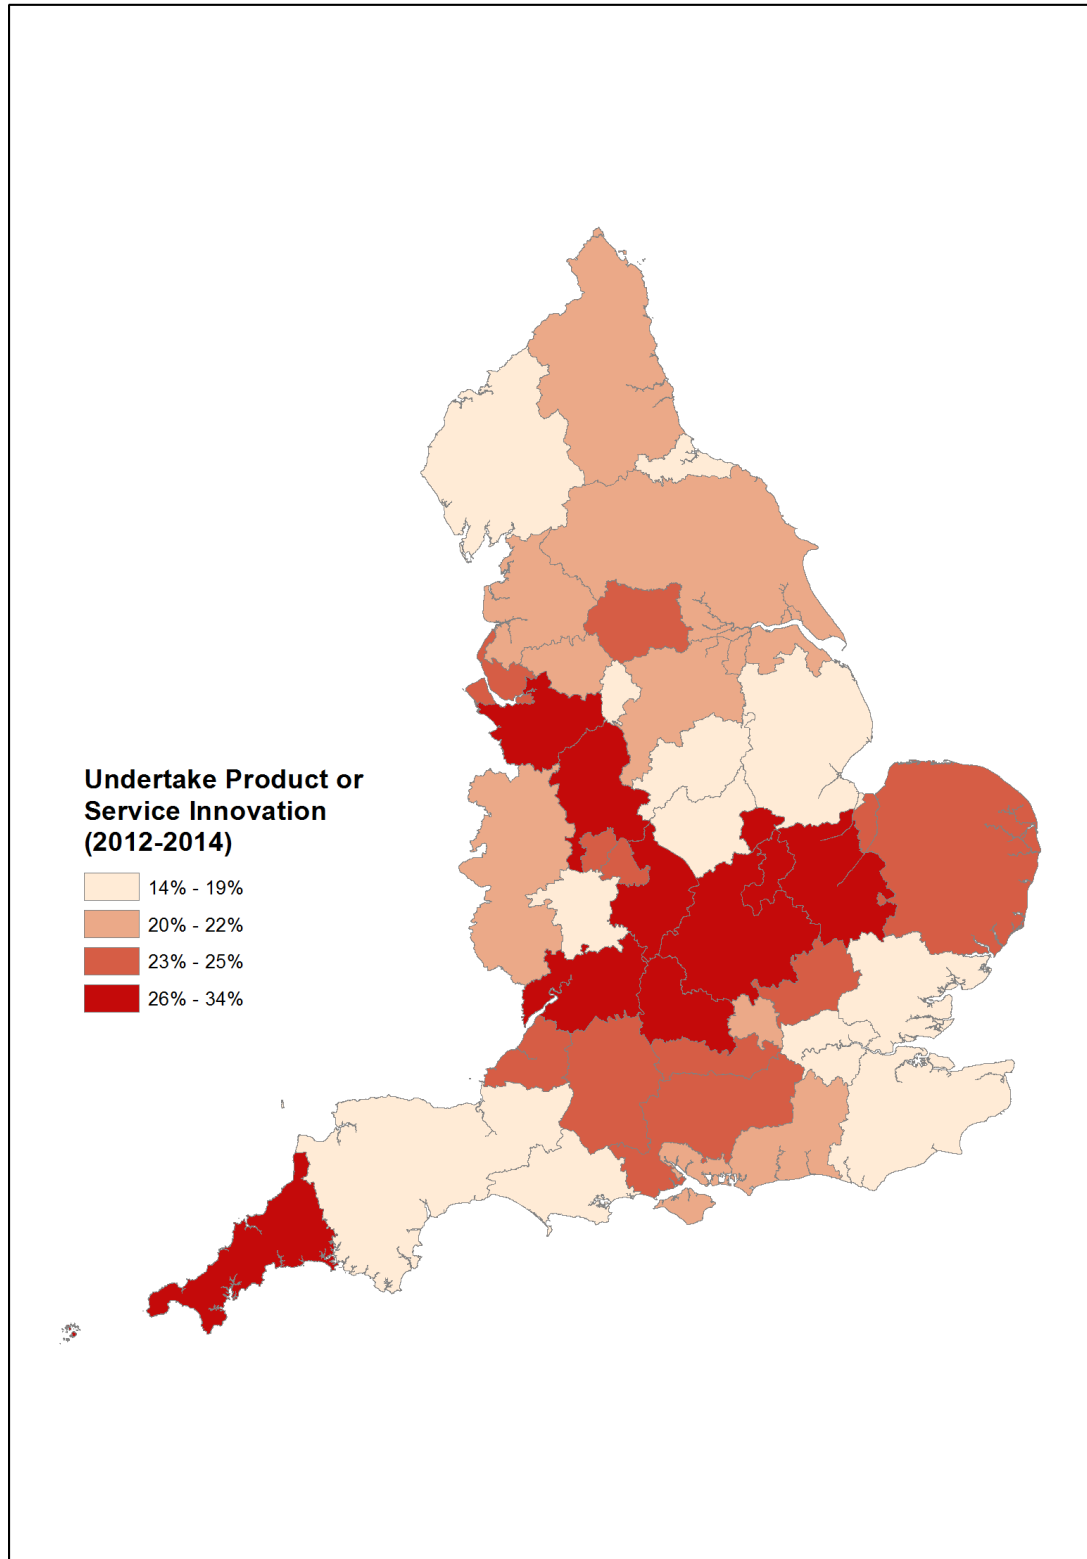 Undertake Product or
Service Innovation
(2012-2014)
14% - 19%
20% - 22%
23% - 25%
26% - 34%